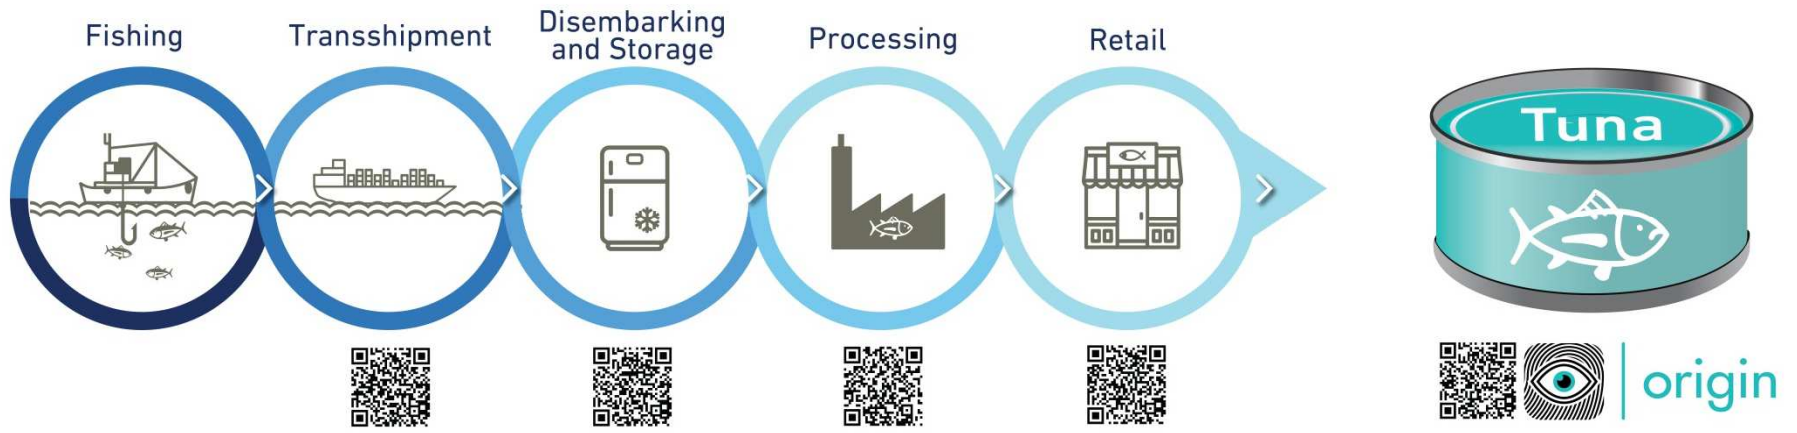 Fishing
Transshipment
Disembarking
and Storage
Processing
Retail
Tuna
origin